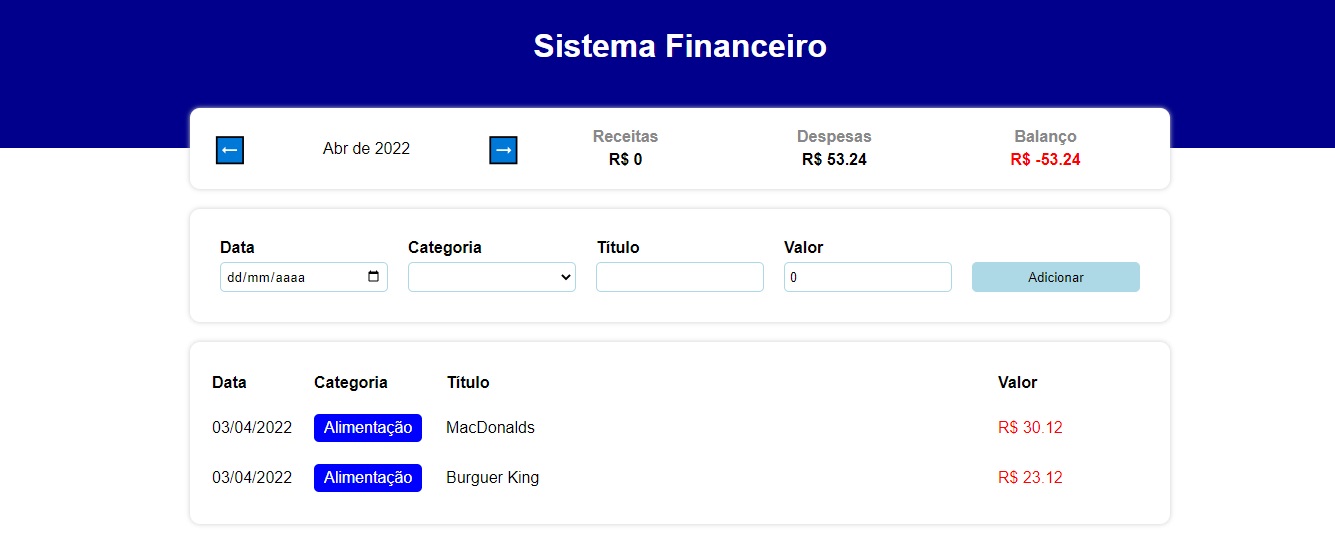 Sistema Financeiro
← Abr de 2022 →
Receitas Despesas Balanço
R$ 0 R$ 53.24 R$ -53.24
Data Categoria Título Valor
dd/mm/aaaa 0 Adicionar
Data Categoria Título Valor
03/04/2022 Alimentação MacDonalds R$ 30.12
03/04/2022 Alimentação Burguer King R$ 23.12